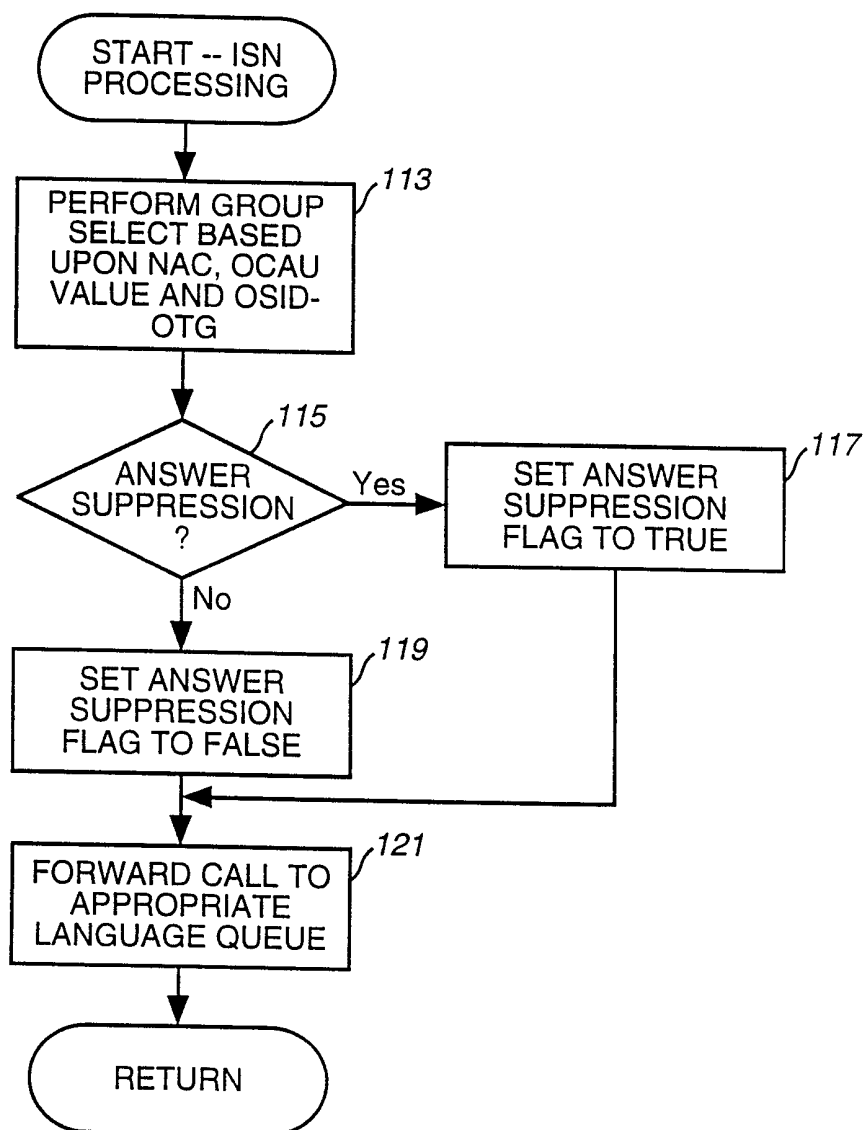 START -- ISN
PROCESSING
113
PERFORM GROUP
SELECT BASED
UPON NAC, OCAU
VALUE AND OSID-
OTG
115
ANSWER
SUPPRESSION
?
Yes
117
SET ANSWER
SUPPRESSION
FLAG TO TRUE
No
119
SET ANSWER
SUPPRESSION
FLAG TO FALSE
121
FORWARD CALL TO
APPROPRIATE
LANGUAGE QUEUE
RETURN